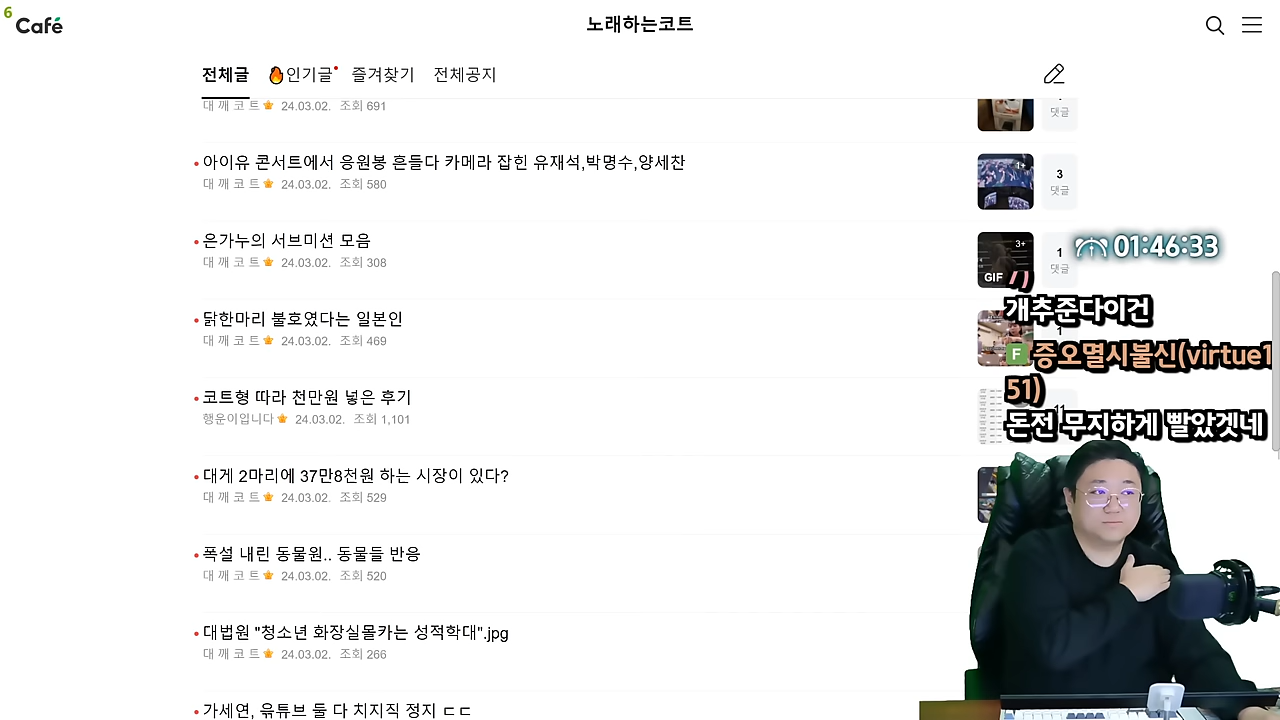 6
Café
노래하는코트
전체글
인기글
즐겨찾기
전체공지
대 깨 코 트 24.03.02. 조회 691
댓글
아이유 콘서트에서 응원봉 흔들다 카메라 잡힌 유재석,박명수,양세찬
대 깨 코 트 24.03.02. 조회 580
1+
3
댓글
은가누의 서브미션 모음
대 깨 코 트 24.03.02. 조회 308
3+
GIF
1
댓글
01:46:33
개추준다이건
닭한마리 불호였다는 일본인
대 깨 코 트 24.03.02. 조회 469
1
F 증오멸시불신(virtue1
51)
코트형 따라 천만원 넣은 후기
행운이입니다 조회 1,101
11
돈전 무지하게 빨았겟네
대게 2마리에 37만8천원 하는 시장이 있다?
대 깨 코 트 24.03.02. 조회 529
폭설 내린 동물원.. 동물들 반응
대 깨 코 트 24.03.02. 조회 520
대법원 "청소년 화장실몰카는 성적학대".jpg
대 깨 코 트 24.03.02. 조회 266
가세연, 유튜브 둘 다 치지직 정지 ㄷㄷ